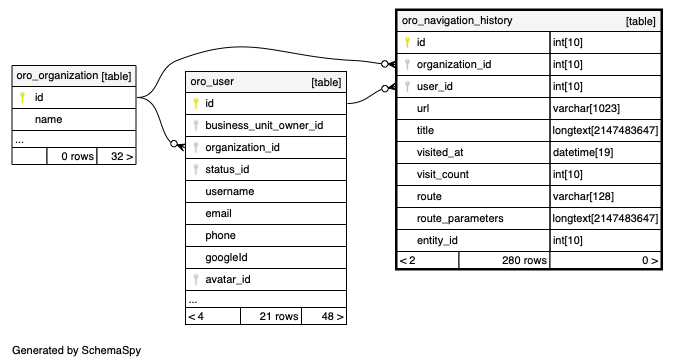 oro_organization [table]
id
name
...
0 rows 32 >
oro_user [table]
id
business_unit_owner_id
organization_id
status_id
username
email
phone
googleId
avatar_id
...
< 4 21 rows 48 >
oro_navigation_history [table]
id int[10]
organization_id int[10]
user_id int[10]
url varchar[1023]
title longtext[2147483647]
visited_at datetime[19]
visit_count int[10]
route varchar[128]
route_parameters longtext[2147483647]
entity_id int[10]
< 2 280 rows 0 >
Generated by SchemaSpy